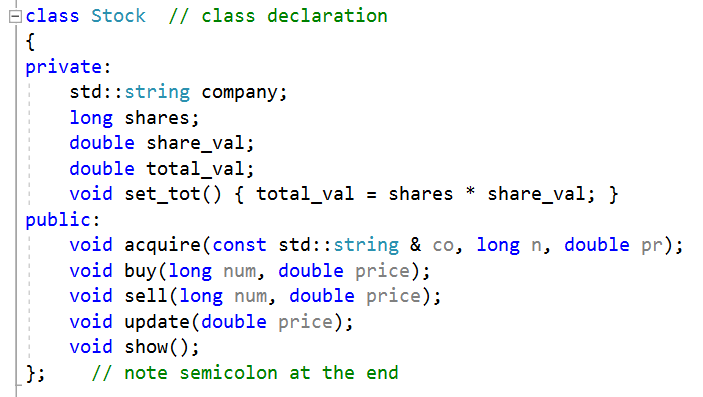 class Stock  // class declaration
{
private:
    std::string company;
    long shares;
    double share_val;
    double total_val;
    void set_tot() { total_val = shares * share_val; }
public:
    void acquire(const std::string & co, long n, double pr);
    void buy(long num, double price);
    void sell(long num, double price);
    void update(double price);
    void show();
};    // note semicolon at the end